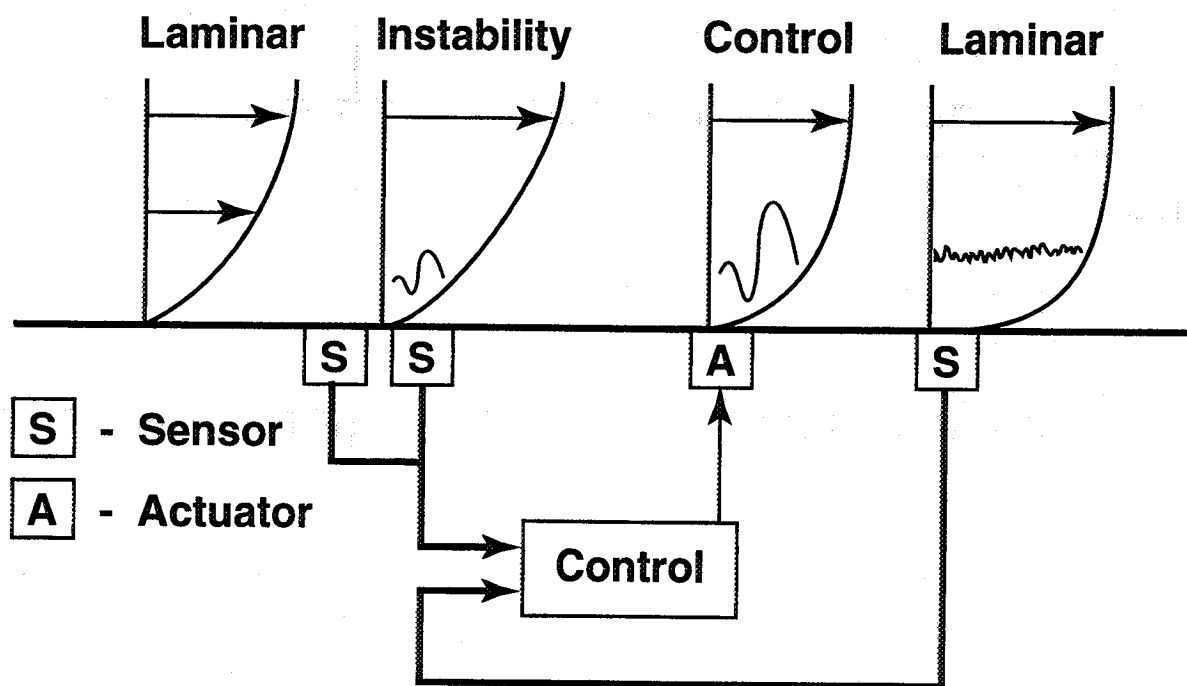 Laminar Instability Control Laminar
S S A S
S - Sensor
A - Actuator
Control